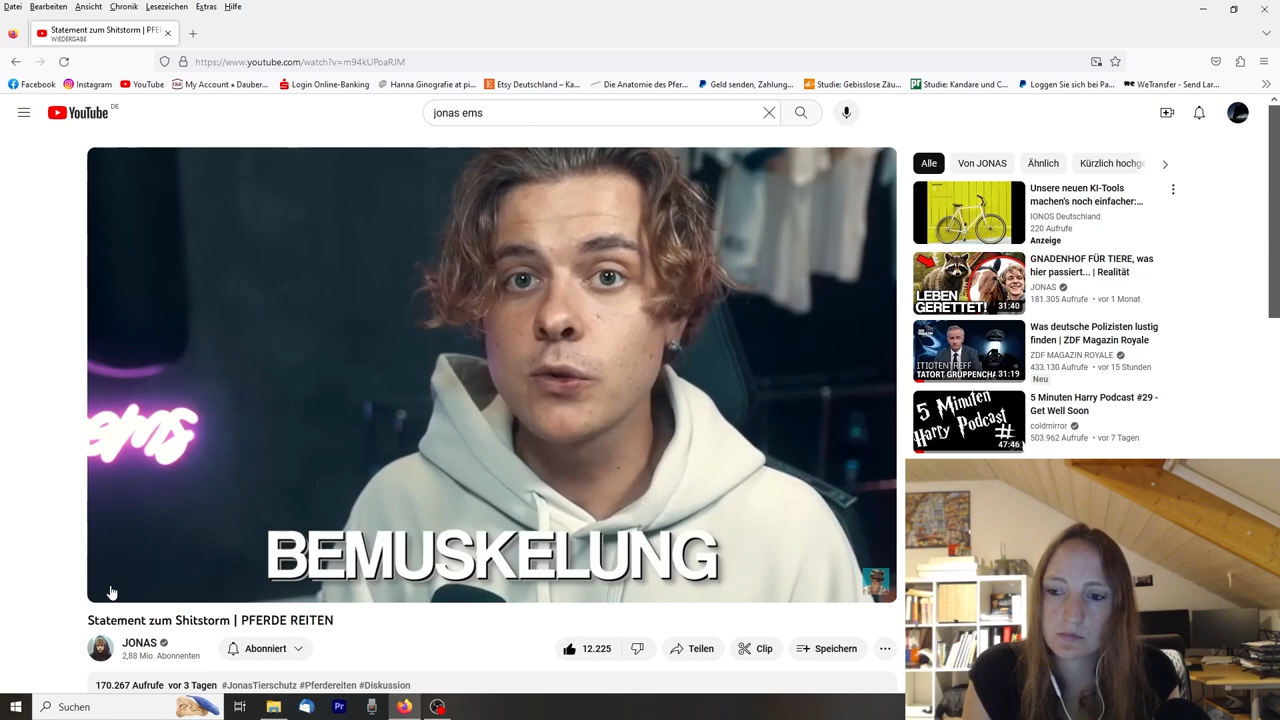 Datei Bearbeiten Ansicht Chronik Lesezeichen Extras Hilfe
Statement zum Shitstorm | PFE
WIEDERGABE
https://www.youtube.com/watch?v=m94kUPoaRJM
Facebook Instagram YouTube My Account • Dauber... Login Online-Banking Hanna Ginografie at pi... Etsy Deutschland – Ka... Die Anatomie des Pfer... Geld senden, Zahlung... Studie: Gebisslose Zäu... Studie: Kandare und C... Loggen Sie sich bei Pa... WeTransfer - Send Lar...
YouTube DE
jonas ems
BEMUSKELUNG
Statement zum Shitstorm | PFERDE REITEN
JONAS
2,88 Mio. Abonnenten
Abonniert
12.225
Teilen
Clip
Speichern
170.267 Aufrufe vor 3 Tagen #JonasTierschutz #Pferdereiten #Diskussion
Alle Von JONAS Ähnlich Kürzlich hochge
Unsere neuen KI-Tools
machen's noch einfacher:...
IONOS Deutschland
220 Aufrufe
Anzeige
LEBEN
GERETTET!
31:40
GNADENHOF FÜR TIERE, was
hier passiert... | Realität
JONAS
181.305 Aufrufe • vor 1 Monat
ITIOTENTREFF
TATORT GRUPPENCHA
31:19
Was deutsche Polizisten lustig
finden | ZDF Magazin Royale
ZDF MAGAZIN ROYALE
433.130 Aufrufe • vor 15 Stunden
Neu
5 Minuten
Harry Podcast
#
47:46
5 Minuten Harry Podcast #29 -
Get Well Soon
coldmirror
503.962 Aufrufe • vor 7 Tagen
Suchen